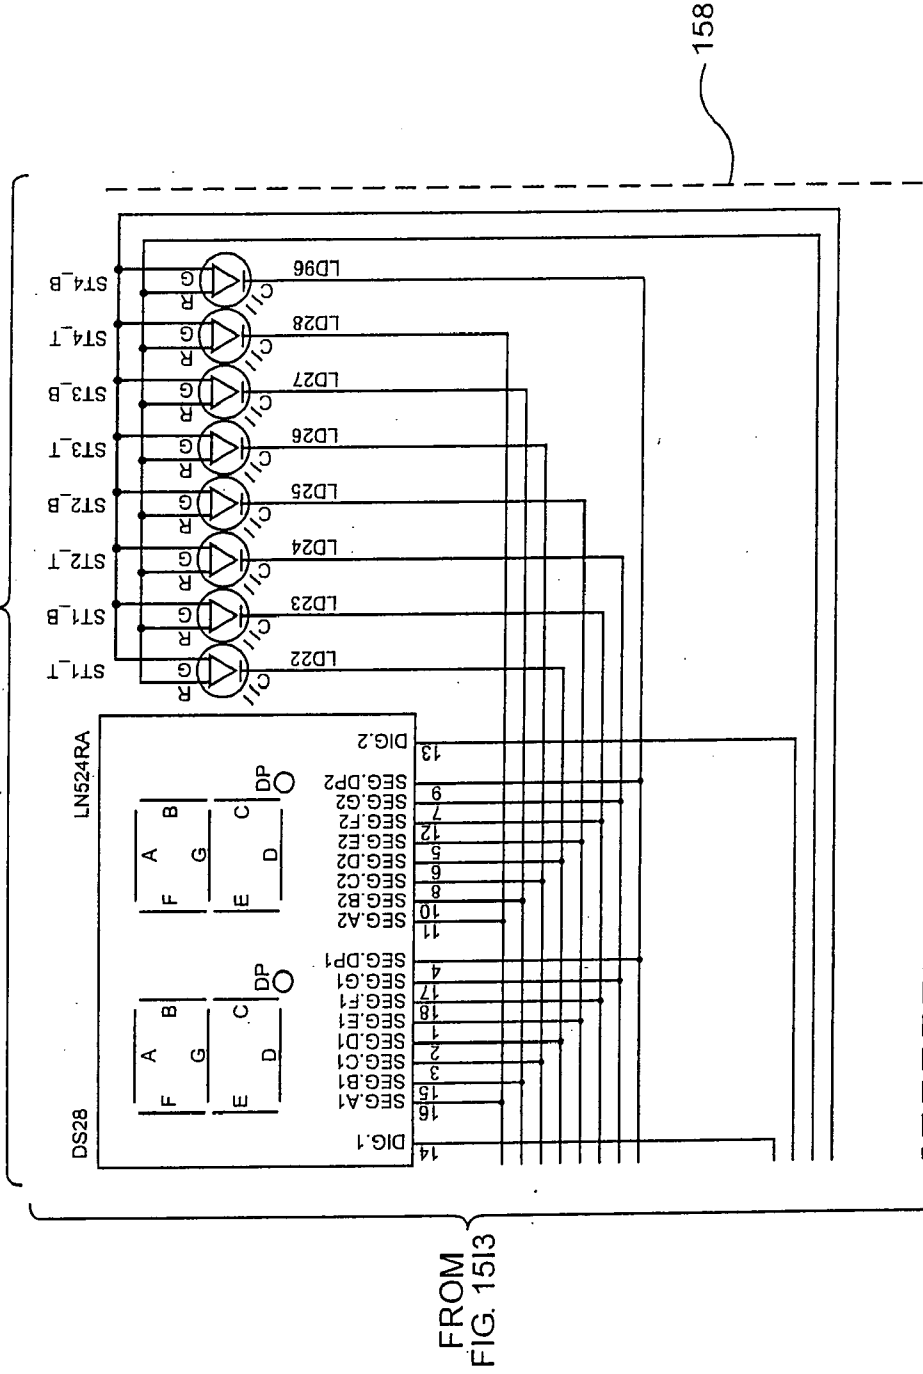 FROM
FIG. 15I3
DS28
LN524RA
A
F
B
G
E
C
D
DP
A
F
B
G
E
C
D
DP
DIG.1
14
SEG.A1
16
SEG.B1
15
SEG.C1
3
SEG.D1
2
SEG.E1
1
SEG.F1
18
SEG.G1
17
SEG.DP1
4
SEG.A2
11
SEG.B2
10
SEG.C2
8
SEG.D2
6
SEG.E2
5
SEG.F2
12
SEG.G2
7
SEG.DP2
9
DIG.2
13
ST1_T
R
G
C
LD22
ST1_B
R
G
C
LD23
ST2_T
R
G
C
LD24
ST2_B
R
G
C
LD25
ST3_T
R
G
C
LD26
ST3_B
R
G
C
LD27
ST4_T
R
G
C
LD28
ST4_B
R
G
C
LD96
158